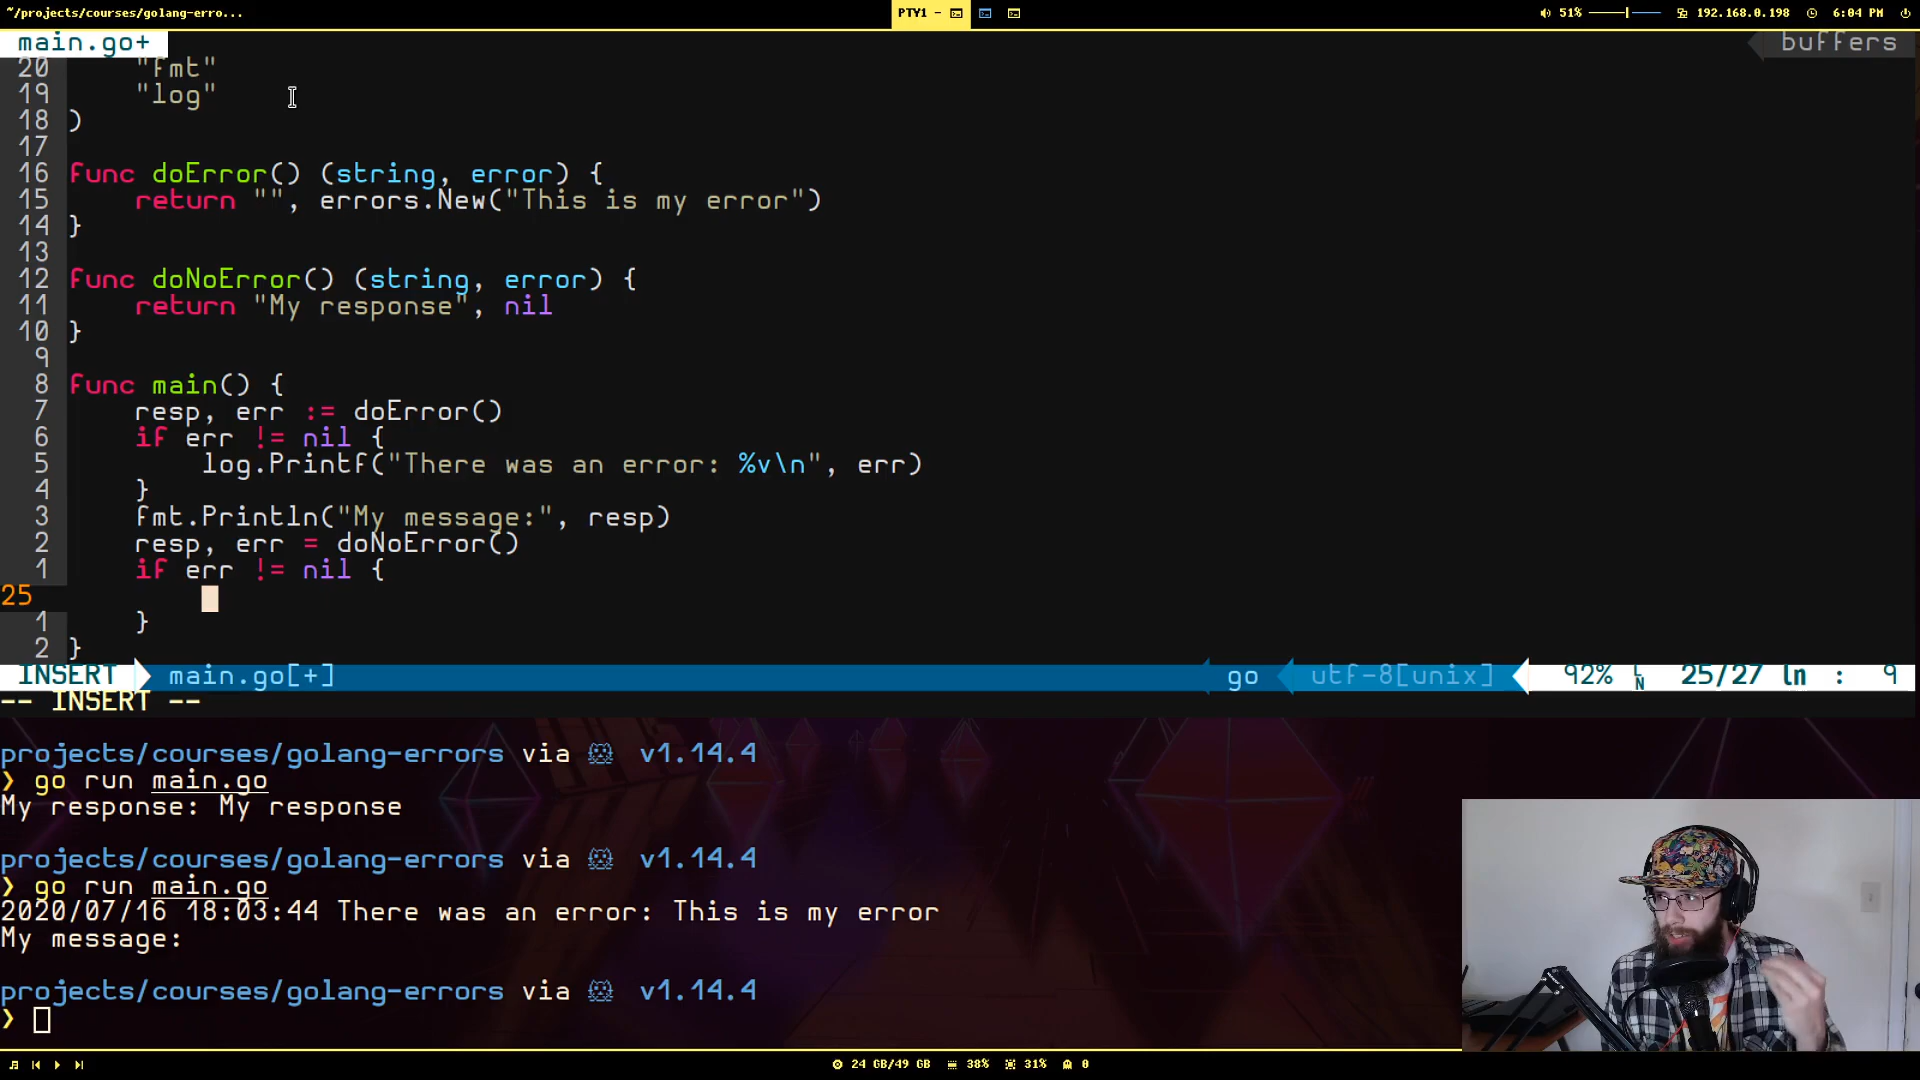 ~/projects/courses/golang-erro...
PTY1 -
51%
192.168.0.198
6:04 PM
main.go+
buffers
20 "fmt"
19 "log"
18 )
17
16 func doError() (string, error) {
15 return "", errors.New("This is my error")
14 }
13
12 func doNoError() (string, error) {
11 return "My response", nil
10 }
9
8 func main() {
7 resp, err := doError()
6 if err != nil {
5 log.Printf("There was an error: %v\n", err)
4 }
3 fmt.Println("My message:", resp)
2 resp, err = doNoError()
1 if err != nil {
25
1 }
2 }
INSERT main.go[+] go utf-8[unix] 92% LN 25/27 ln : 9
-- INSERT --
projects/courses/golang-errors via v1.14.4
❯ go run main.go
My response: My response
projects/courses/golang-errors via v1.14.4
❯ go run main.go
2020/07/16 18:03:44 There was an error: This is my error
My message:
projects/courses/golang-errors via v1.14.4
❯
24 GB/49 GB 38% 31% 0